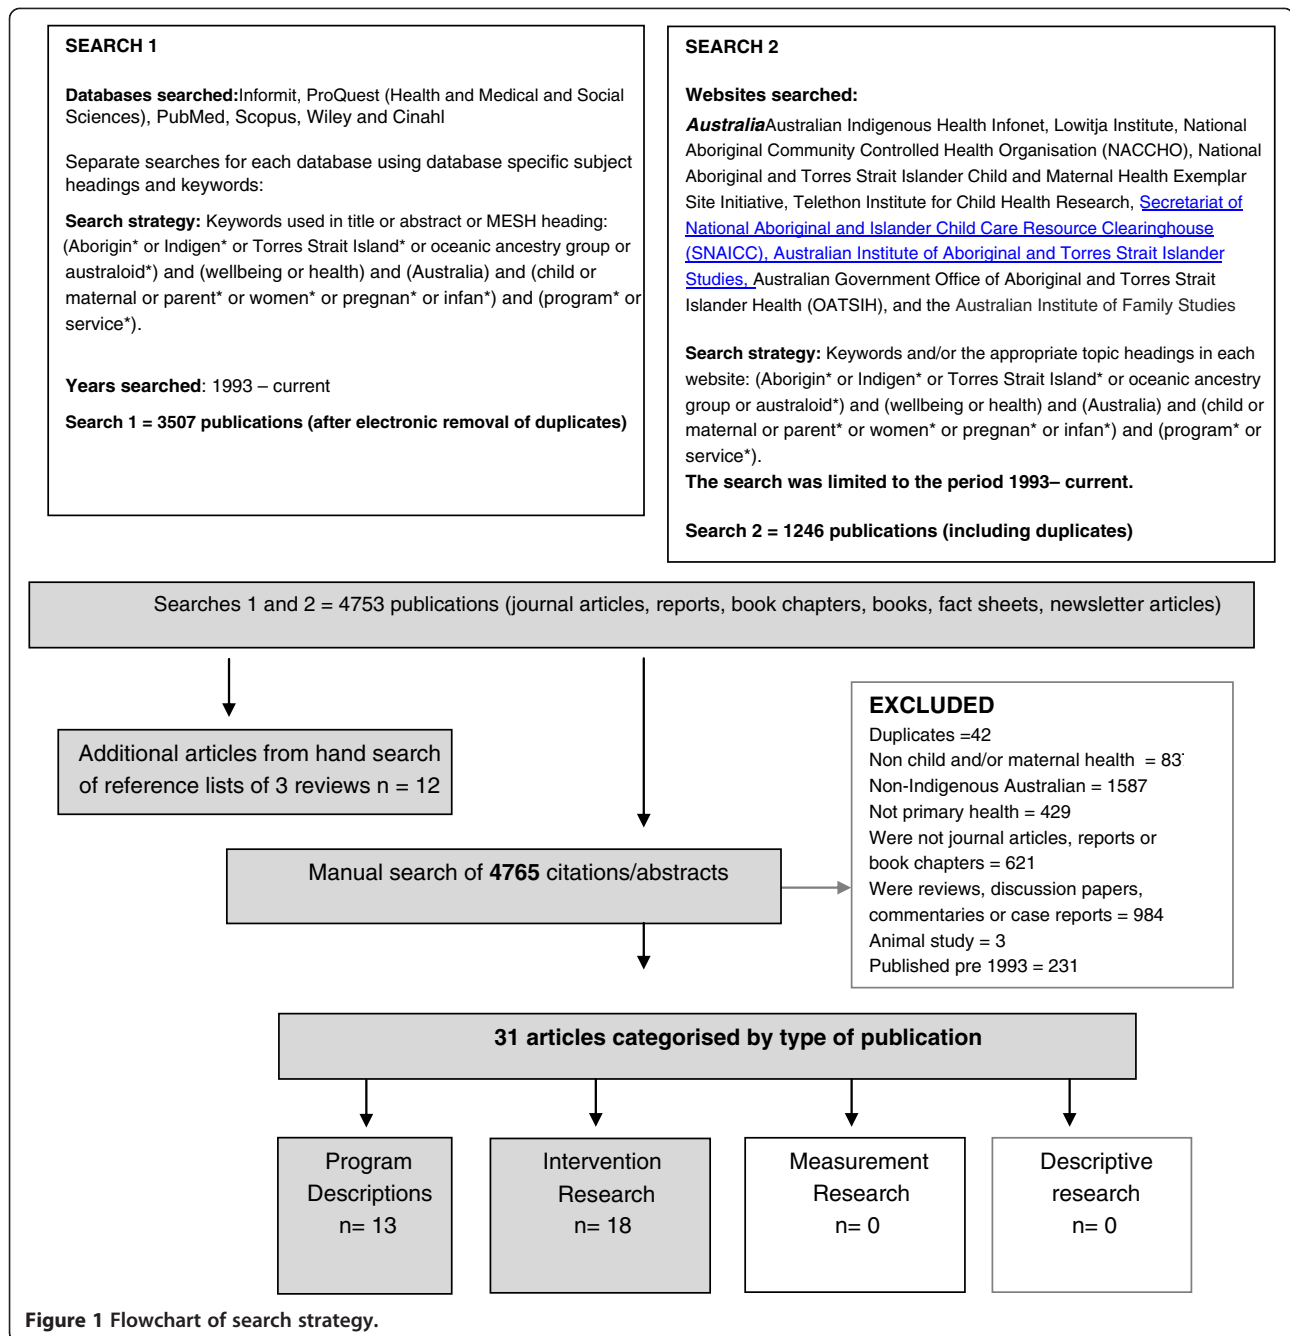 SEARCH 1
Databases searched:Informit, ProQuest (Health and Medical and Social
Sciences), PubMed, Scopus, Wiley and Cinahl
Separate searches for each database using database specific subject
headings and keywords:
Search strategy: Keywords used in title or abstract or MESH heading:
(Aborigin* or Indigen* or Torres Strait Island* or oceanic ancestry group or
australoid*) and (wellbeing or health) and (Australia) and (child or
maternal or parent* or women* or pregnan* or infan*) and (program* or
service*).
Years searched: 1993 – current
Search 1 = 3507 publications (after electronic removal of duplicates)
SEARCH 2
Websites searched:
AustraliaAustralian Indigenous Health Infonet, Lowitja Institute, National
Aboriginal Community Controlled Health Organisation (NACCHO), National
Aboriginal and Torres Strait Islander Child and Maternal Health Exemplar
Site Initiative, Telethon Institute for Child Health Research, Secretariat of
National Aboriginal and Islander Child Care Resource Clearinghouse
(SNAICC), Australian Institute of Aboriginal and Torres Strait Islander
Studies, Australian Government Office of Aboriginal and Torres Strait
Islander Health (OATSIH), and the Australian Institute of Family Studies
Search strategy: Keywords and/or the appropriate topic headings in each
website: (Aborigin* or Indigen* or Torres Strait Island* or oceanic ancestry
group or australoid*) and (wellbeing or health) and (Australia) and (child or
maternal or parent* or women* or pregnan* or infan*) and (program* or
service*).
The search was limited to the period 1993– current.
Search 2 = 1246 publications (including duplicates)
Searches 1 and 2 = 4753 publications (journal articles, reports, book chapters, books, fact sheets, newsletter articles)
Additional articles from hand search
of reference lists of 3 reviews n = 12
Manual search of 4765 citations/abstracts
EXCLUDED
Duplicates =42
Non child and/or maternal health = 83
Non-Indigenous Australian = 1587
Not primary health = 429
Were not journal articles, reports or
book chapters = 621
Were reviews, discussion papers,
commentaries or case reports = 984
Animal study = 3
Published pre 1993 = 231
31 articles categorised by type of publication
Program
Descriptions
n= 13
Intervention
Research
n= 18
Measurement
Research
n= 0
Descriptive
research
n= 0
Figure 1 Flowchart of search strategy.